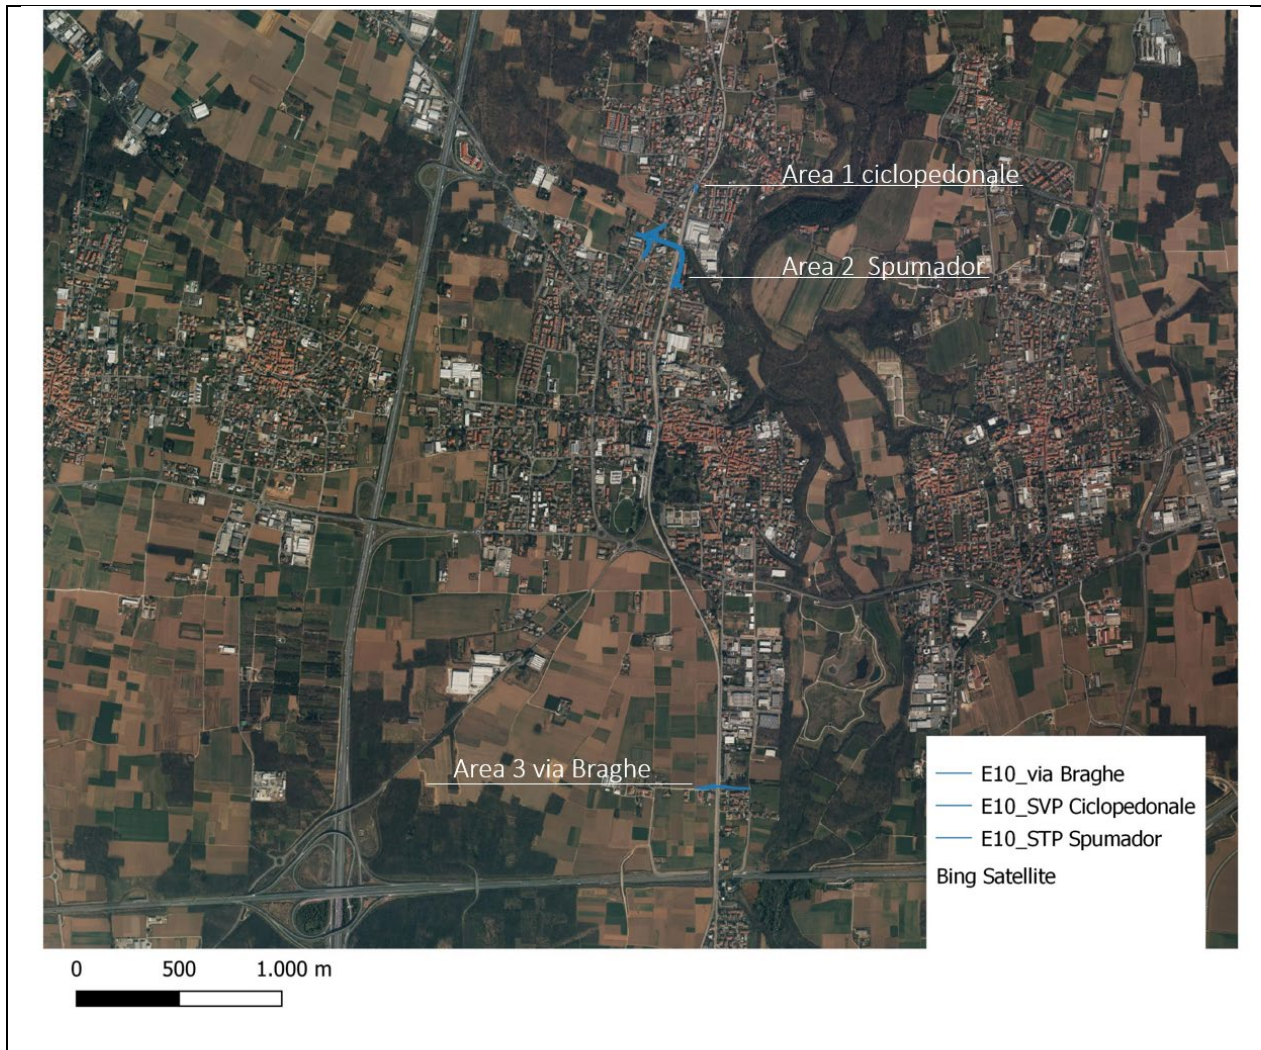 Area 1 ciclopedonale
Area 2 Spumador
Area 3 via Braghe
E10_via Braghe
E10_SVP Ciclopedonale
E10_STP Spumador
Bing Satellite
0 500 1.000 m